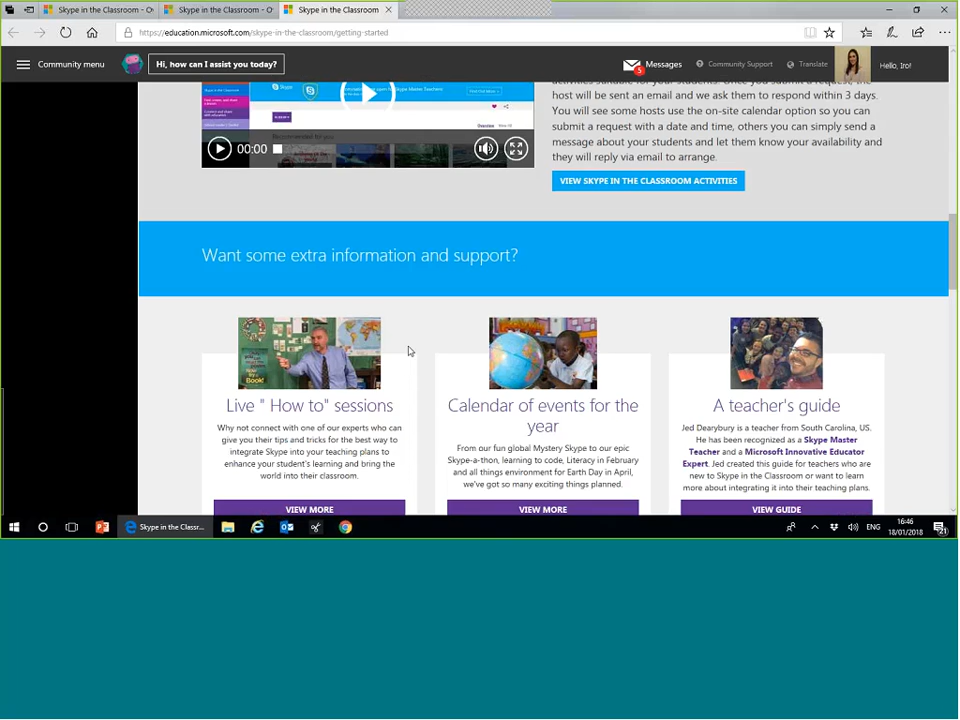 Skype in the Classroom - Ov
Skype in the Classroom - Ov
Skype in the Classroom
https://education.microsoft.com/skype-in-the-classroom/getting-started
Community menu
Hi, how can I assist you today?
5
Messages
Community Support
Translate
Hello, Iro!
Skype
00:00
host will be sent an email and we ask them to respond within 3 days.
You will see some hosts use the on-site calendar option so you can
submit a request with a date and time, others you can simply send a
message about your students and let them know your availability and
they will reply via email to arrange.
VIEW SKYPE IN THE CLASSROOM ACTIVITIES
Want some extra information and support?
Live " How to" sessions
Why not connect with one of our experts who can
give you their tips and tricks for the best way to
integrate Skype into your teaching plans to
enhance your student's learning and bring the
world into their classroom.
VIEW MORE
Calendar of events for the
year
From our fun global Mystery Skype to our epic
Skype-a-thon, learning to code, Literacy in February
and all things environment for Earth Day in April,
we've got so many exciting things planned.
VIEW MORE
A teacher's guide
Jed Dearybury is a teacher from South Carolina, US.
He has been recognized as a Skype Master
Teacher and a Microsoft Innovative Educator
Expert. Jed created this guide for teachers who are
new to Skype in the Classroom or want to learn
more about integrating it into their teaching plans.
VIEW GUIDE
Skype in the Classr...
ENG
16:46
18/01/2018
21